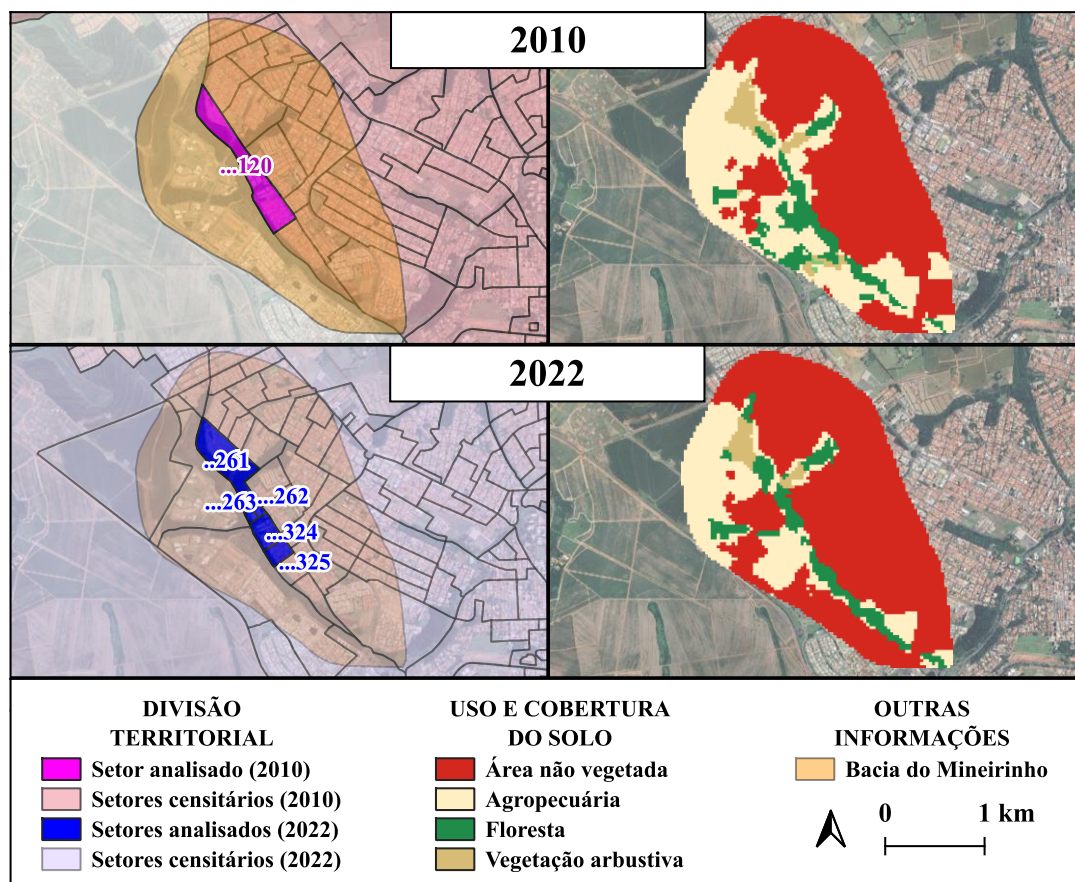 2010
...120
2022
..261
...263
...262
...324
...325
DIVISÃO
TERRITORIAL
Setor analisado (2010)
Setores censitários (2010)
Setores analisados (2022)
Setores censitários (2022)
USO E COBERTURA
DO SOLO
Área não vegetada
Agropecuária
Floresta
Vegetação arbustiva
OUTRAS
INFORMAÇÕES
Bacia do Mineirinho
0 1 km